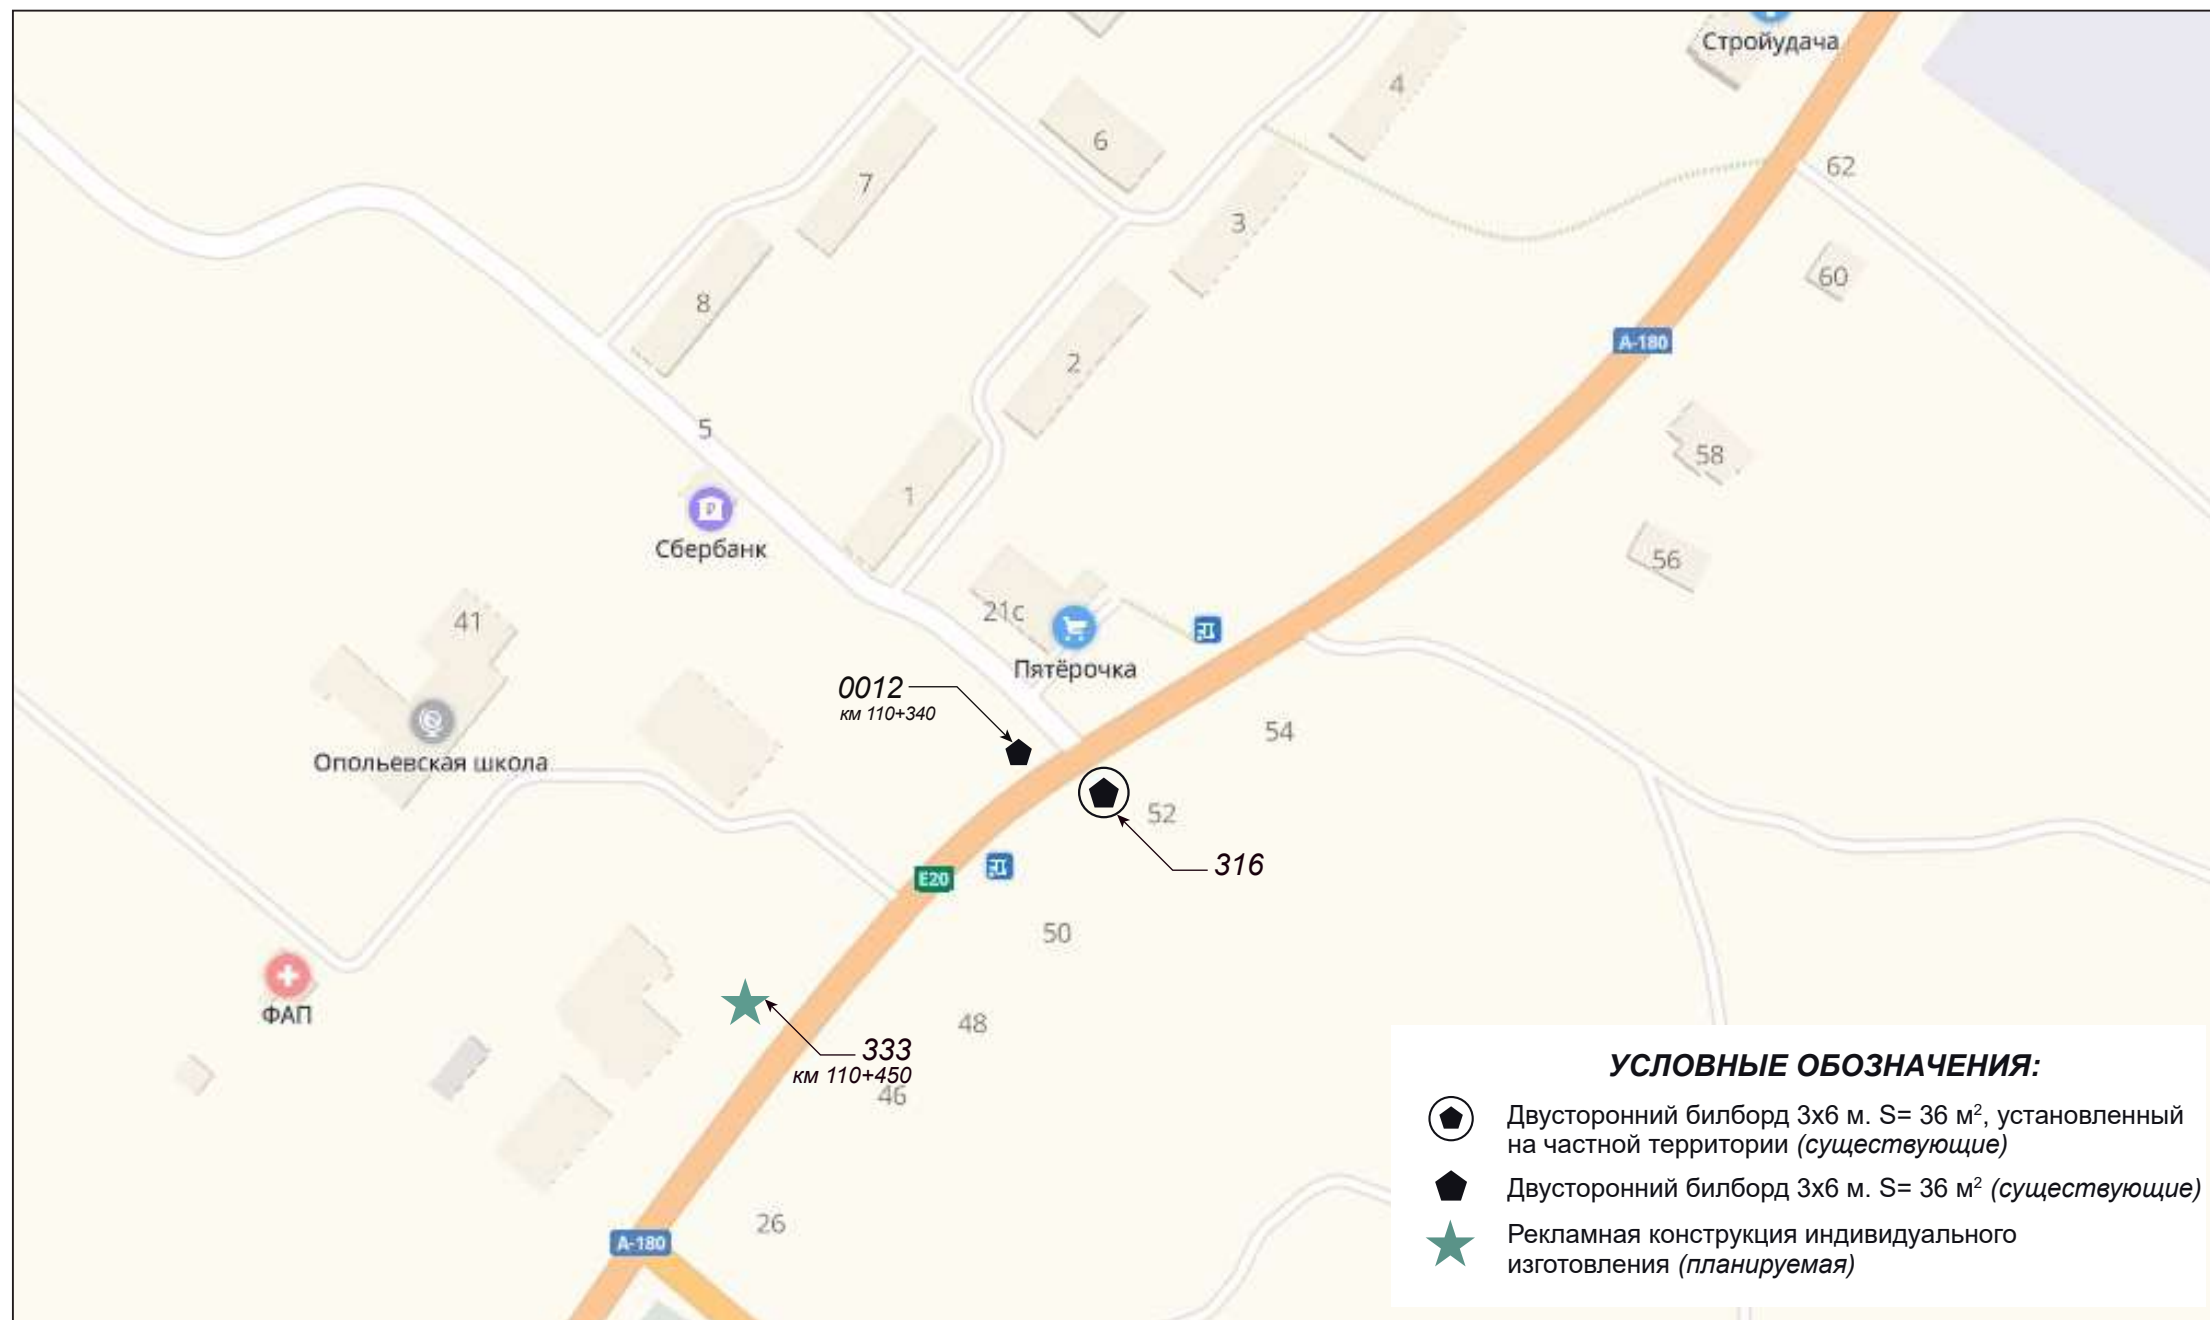 Стройудача
4
6
62
7
3
60
8
А-180
2
5
58
1
Сбербанк
56
21с
41
Пятёрочка
0012
км 110+340
54
Опольевская школа
52
316
E20
50
ФАП
48
333
км 110+450
46
26
А-180
УСЛОВНЫЕ ОБОЗНАЧЕНИЯ:
Двусторонний билборд 3х6 м. S= 36 м², установленный
на частной территории (существующие)
Двусторонний билборд 3х6 м. S= 36 м² (существующие)
Рекламная конструкция индивидуального
изготовления (планируемая)